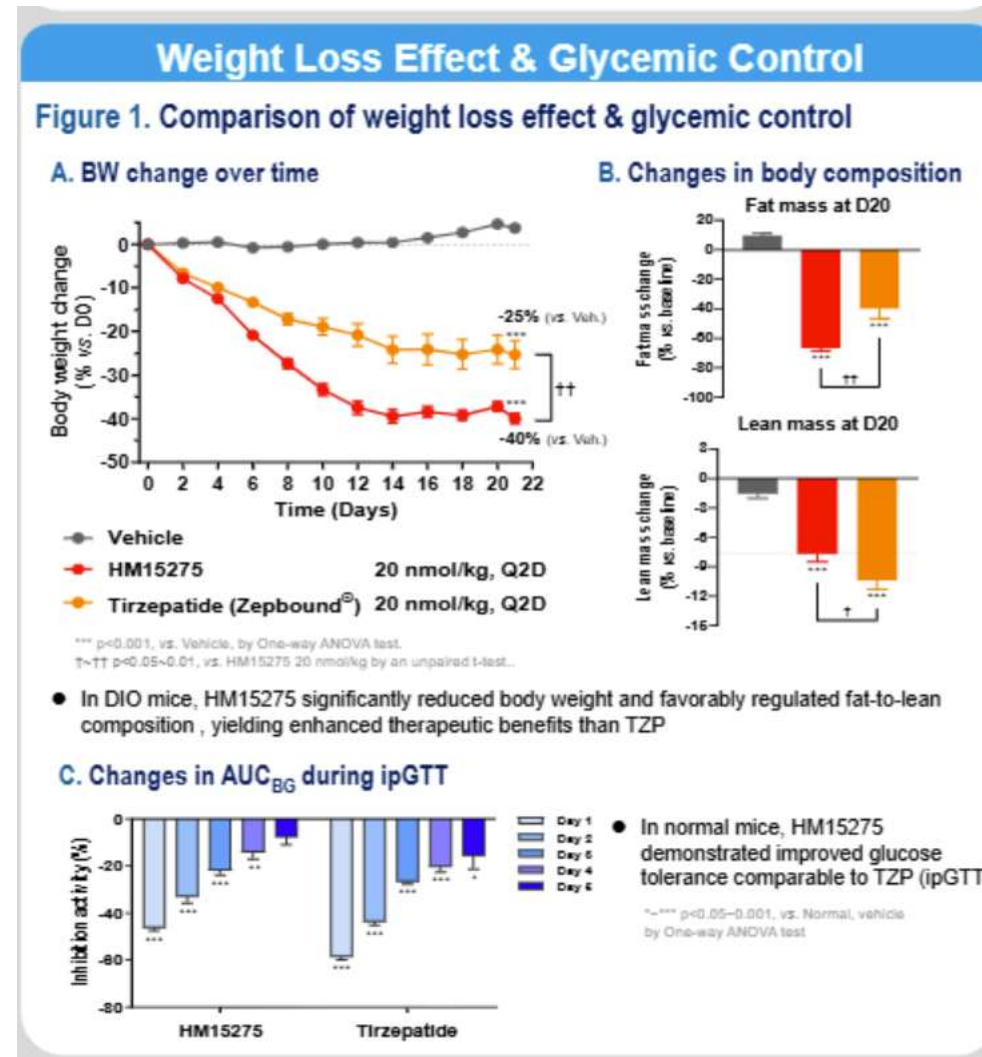 Weight Loss Effect & Glycemic Control
Figure 1. Comparison of weight loss effect & glycemic control
A. BW change over time
Body weight change
(% vs. D0)
0
-10
-20
-30
-40
-50
0 2 4 6 8 10 12 14 16 18 20 22
Time (Days)
-25% (vs. Veh.)
***
††
***
-40% (vs. Veh.)
Vehicle
HM15275 20 nmol/kg, Q2D
Tirzepatide (Zepbound®) 20 nmol/kg, Q2D
*** p<0.001, vs. Vehicle, by One-way ANOVA test.
†~†† p<0.05~0.01, vs. HM15275 20 nmol/kg by an unpaired t-test..
B. Changes in body composition
Fat mass at D20
Fat mass change
(% vs. baseline)
20
0
-20
-40
-60
-80
-100
***
***
††
Lean mass at D20
Lean mass change
(% vs. baseline)
0
-9
-12
***
***
†
● In DIO mice, HM15275 significantly reduced body weight and favorably regulated fat-to-lean
composition , yielding enhanced therapeutic benefits than TZP
C. Changes in AUCBG during ipGTT
Inhibition activity (%)
0
-20
-40
-60
-80
*** *** *** **
*** *** *** *** *
HM15275 Tirzepatide
Day 1
Day 2
Day 4
● In normal mice, HM15275
demonstrated improved glucose
tolerance comparable to TZP (ipGTT
*~*** p<0.05~0.001, vs. Normal, vehicle
by One-way ANOVA test